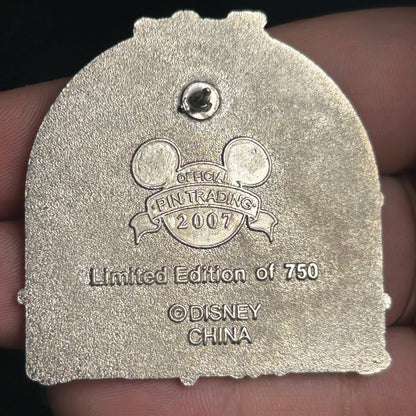 OFFICIAL
PIN TRADING
2007
Limited Edition of 750
©DISNEY
CHINA